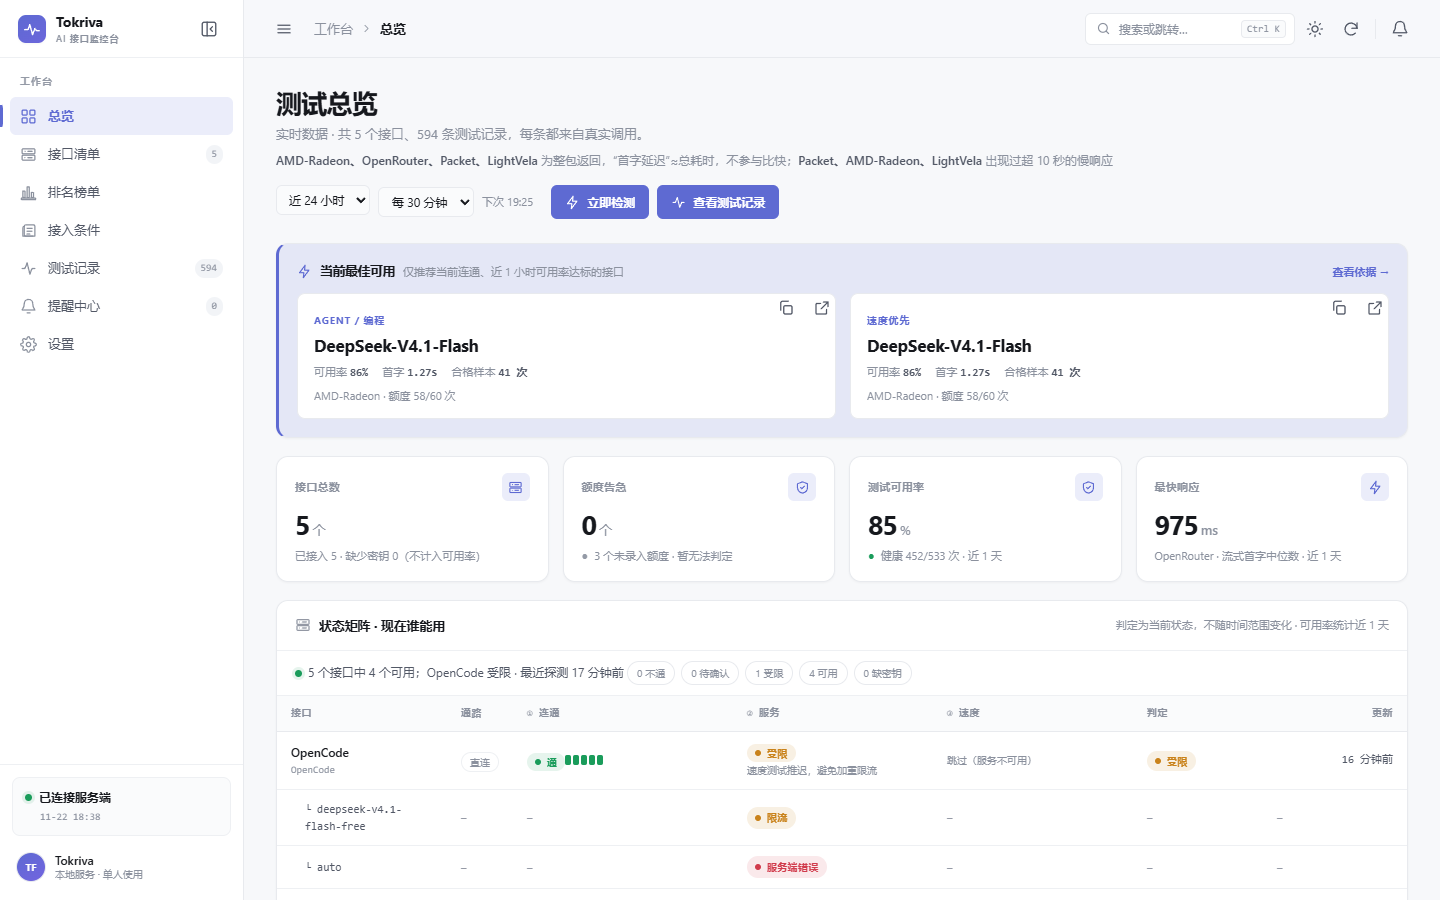 Tokriva
AI 接口监控台
工作台
总览
接口清单 5
排名榜单
接入条件
测试记录 594
提醒中心 0
设置
已连接服务端
11-22 18:38
TF
Tokriva
本地服务 · 单人使用
工作台 › 总览
搜索或跳转... Ctrl K
测试总览
实时数据 · 共 5 个接口、594 条测试记录，每条都来自真实调用。
AMD-Radeon、OpenRouter、Packet、LightVela 为整包返回，“首字延迟”≈总耗时，不参与比快；Packet、AMD-Radeon、LightVela 出现过超 10 秒的慢响应
近 24 小时 每 30 分钟 下次 19:25 立即检测 查看测试记录
当前最佳可用 仅推荐当前连通、近 1 小时可用率达标的接口 查看依据 →
AGENT / 编程
DeepSeek-V4.1-Flash
可用率 86% 首字 1.27s 合格样本 41 次
AMD-Radeon · 额度 58/60 次
速度优先
DeepSeek-V4.1-Flash
可用率 86% 首字 1.27s 合格样本 41 次
AMD-Radeon · 额度 58/60 次
接口总数
5 个
已接入 5 · 缺少密钥 0（不计入可用率）
额度告急
0 个
3 个未录入额度 · 暂无法判定
测试可用率
85 %
健康 452/533 次 · 近 1 天
最快响应
975 ms
OpenRouter · 流式首字中位数 · 近 1 天
状态矩阵 · 现在谁能用 判定为当前状态，不随时间范围变化 · 可用率统计近 1 天
5 个接口中 4 个可用；OpenCode 受限 · 最近探测 17 分钟前 0 不通 0 待确认 1 受限 4 可用 0 缺密钥
接口 通路 ① 连通 ② 服务 ③ 速度 判定 更新
OpenCode
OpenCode
直连 通 受限
速度测试推迟，避免加重限流
跳过（服务不可用） 受限 16 分钟前
└ deepseek-v4.1-
flash-free
— — 限流 — — —
└ auto — — 服务端错误 — — —